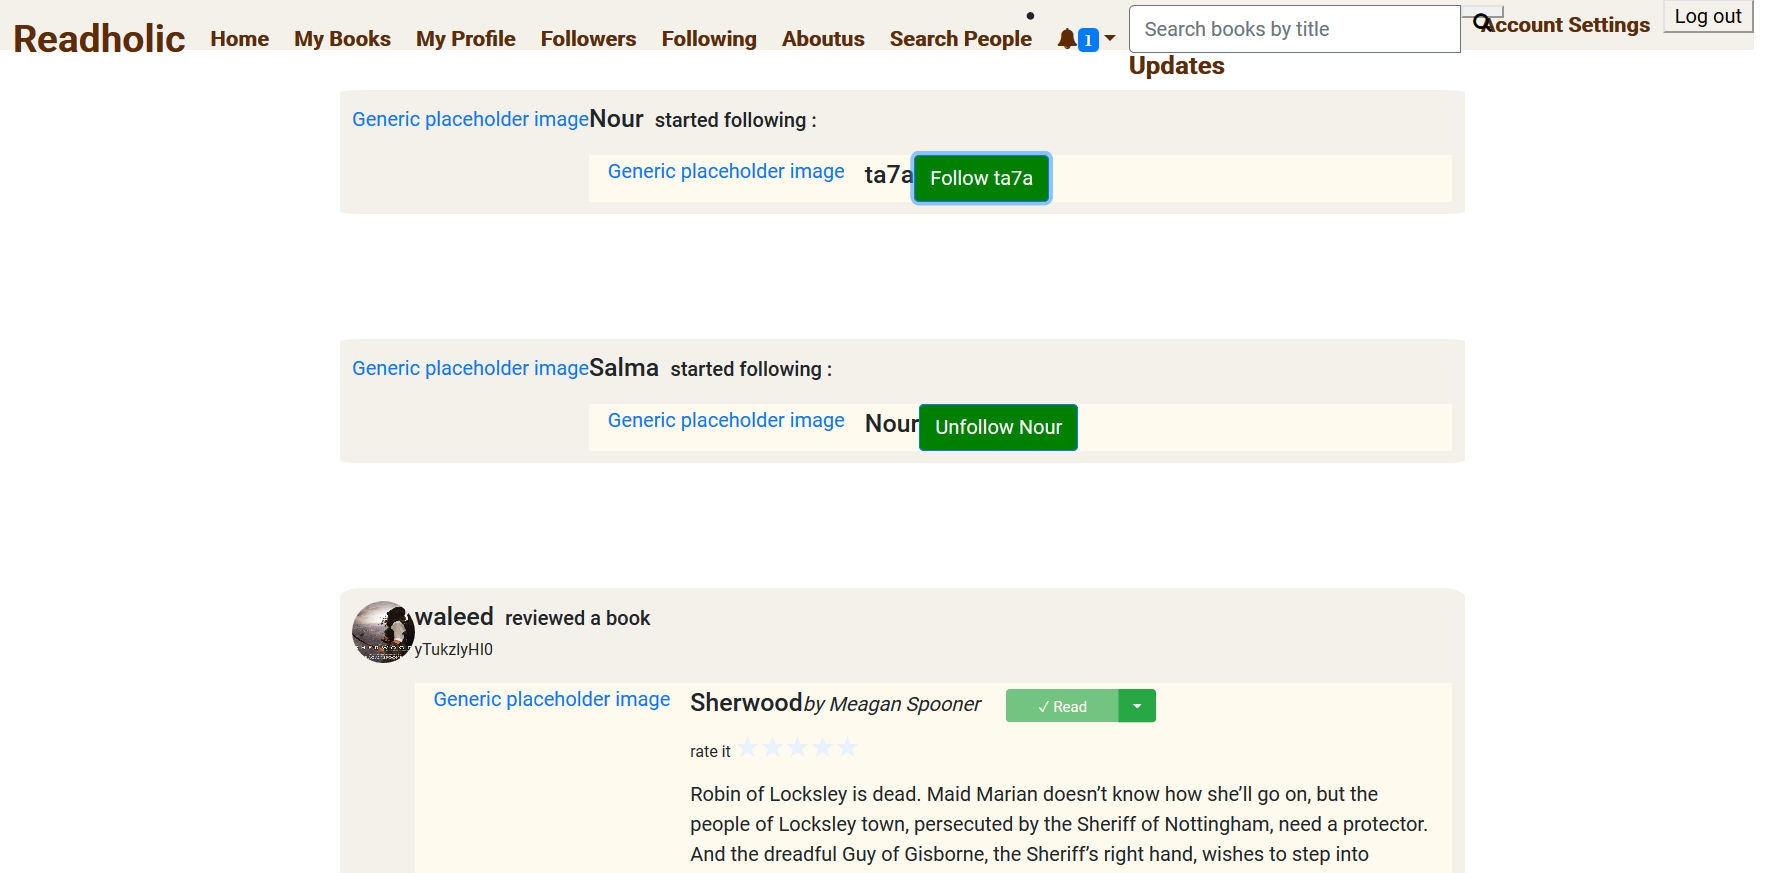 Readholic Home My Books My Profile Followers Following Aboutus Search People 1 Search books by title Account Settings Log out
Updates
Generic placeholder image Nour started following :
Generic placeholder image ta7a Follow ta7a
Generic placeholder image Salma started following :
Generic placeholder image Nour Unfollow Nour
waleed reviewed a book
yTukzlyHI0
Generic placeholder image Sherwood by Meagan Spooner ✓ Read
rate it ★★★★★
Robin of Locksley is dead. Maid Marian doesn’t know how she’ll go on, but the
people of Locksley town, persecuted by the Sheriff of Nottingham, need a protector.
And the dreadful Guy of Gisborne, the Sheriff’s right hand, wishes to step into